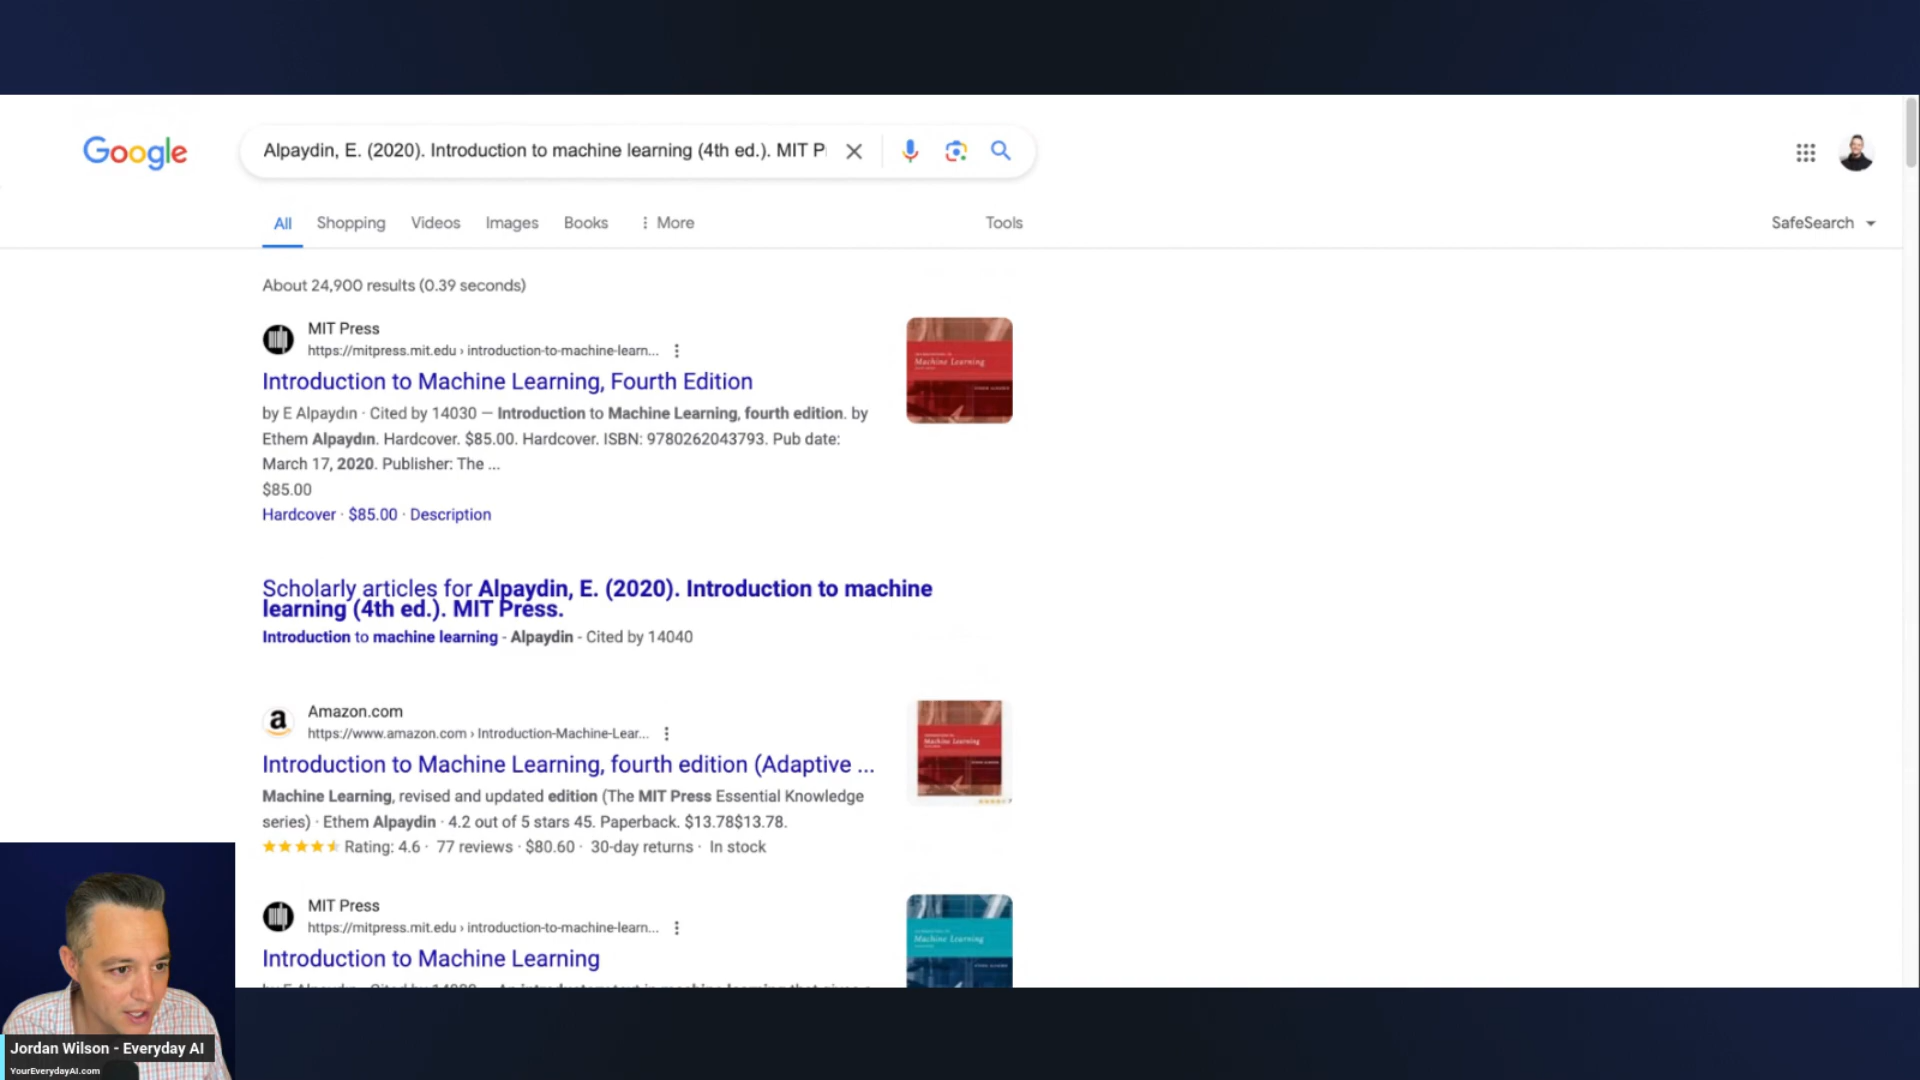 Google
Alpaydin, E. (2020). Introduction to machine learning (4th ed.). MIT P
All
Shopping
Videos
Images
Books
More
Tools
SafeSearch
About 24,900 results (0.39 seconds)
MIT Press
https://mitpress.mit.edu › introduction-to-machine-learn...
Introduction to Machine Learning, Fourth Edition
by E Alpaydın · Cited by 14030 — Introduction to Machine Learning, fourth edition. by
Ethem Alpaydın. Hardcover. $85.00. Hardcover. ISBN: 9780262043793. Pub date:
March 17, 2020. Publisher: The ...
$85.00
Hardcover · $85.00 · Description
Machine Learning
Scholarly articles for Alpaydin, E. (2020). Introduction to machine
learning (4th ed.). MIT Press.
Introduction to machine learning - Alpaydin - Cited by 14040
a
Amazon.com
https://www.amazon.com › Introduction-Machine-Lear...
Introduction to Machine Learning, fourth edition (Adaptive ...
Machine Learning, revised and updated edition (The MIT Press Essential Knowledge
series) · Ethem Alpaydin · 4.2 out of 5 stars 45. Paperback. $13.78$13.78.
Rating: 4.6 · 77 reviews · $80.60 · 30-day returns · In stock
Machine Learning
MIT Press
https://mitpress.mit.edu › introduction-to-machine-learn...
Introduction to Machine Learning
Machine Learning
Jordan Wilson - Everyday AI
YourEverydayAI.com